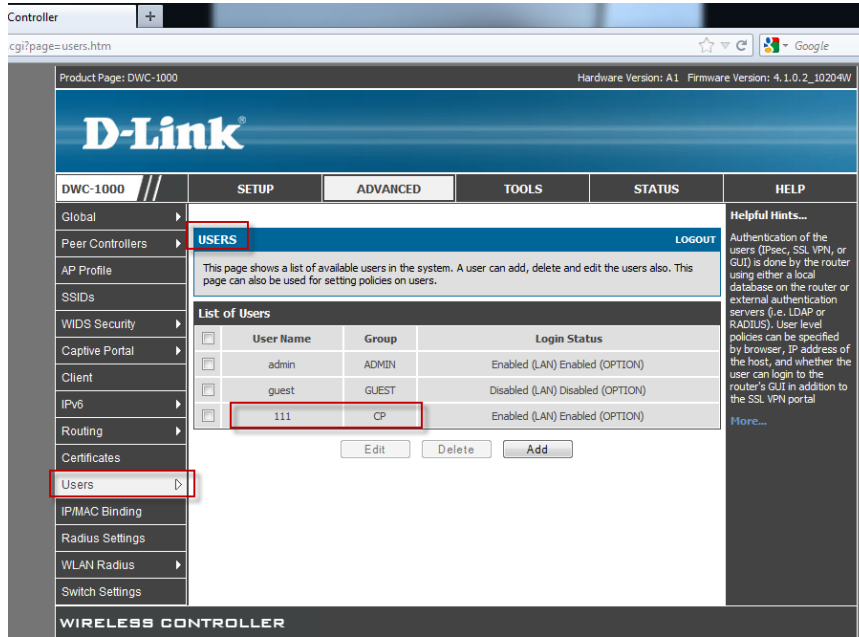 Controller
+
cgi?page=users.htm
Google
Product Page: DWC-1000
Hardware Version: A1 Firmware Version: 4.1.0.2_10204W
D-Link®
DWC-1000
SETUP
ADVANCED
TOOLS
STATUS
HELP
Global
Peer Controllers
AP Profile
SSIDs
WIDS Security
Captive Portal
Client
IPv6
Routing
Certificates
Users
IP/MAC Binding
Radius Settings
WLAN Radius
Switch Settings
USERS
LOGOUT
This page shows a list of available users in the system. A user can add, delete and edit the users also. This
page can also be used for setting policies on users.
List of Users
User Name Group Login Status
admin ADMIN Enabled (LAN) Enabled (OPTION)
guest GUEST Disabled (LAN) Disabled (OPTION)
111 CP Enabled (LAN) Enabled (OPTION)
Edit Delete Add
Helpful Hints...
Authentication of the
users (IPsec, SSL VPN, or
GUI) is done by the router
using either a local
database on the router or
external authentication
servers (i.e. LDAP or
RADIUS). User level
policies can be specified
by browser, IP address of
the host, and whether the
user can login to the
router's GUI in addition to
the SSL VPN portal
More...
WIRELESS CONTROLLER